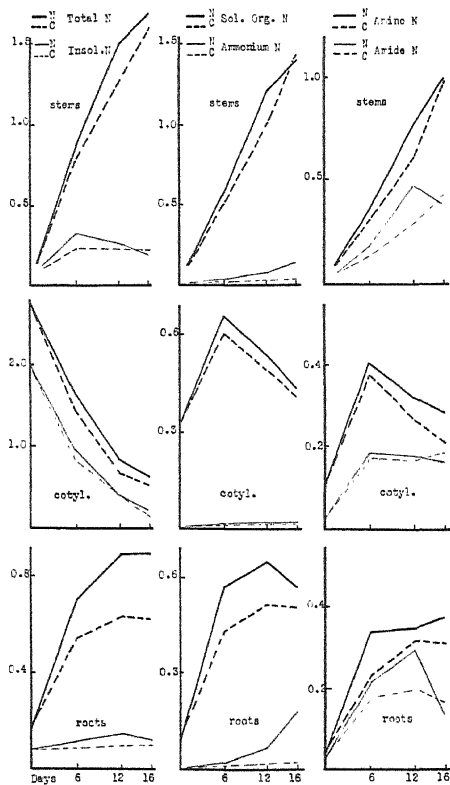 N Total N
C
N Insol. N
C
1.5
1.0
0.5
stems
N Sol. Org. N
C
N Ammonium N
C
1.5
1.0
0.5
stems
N Amino N
C
N Amide N
C
1.0
0.5
stems
2.0
1.0
cotyl.
0.6
0.3
cotyl.
0.4
0.2
cotyl.
0.8
0.4
roots
0.6
0.3
roots
0.4
0.2
roots
Days 6 12 16
6 12 16
6 12 16